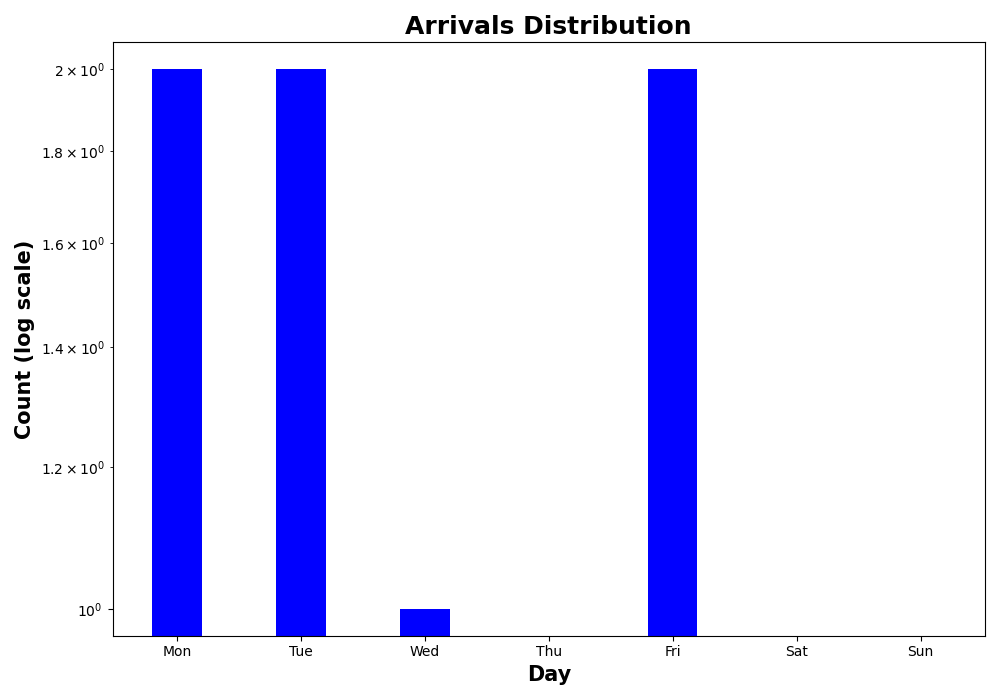 Arrivals Distribution
Count (log scale)
2 × 10⁰
1.8 × 10⁰
1.6 × 10⁰
1.4 × 10⁰
1.2 × 10⁰
10⁰
Mon Tue Wed Thu Fri Sat Sun
Day